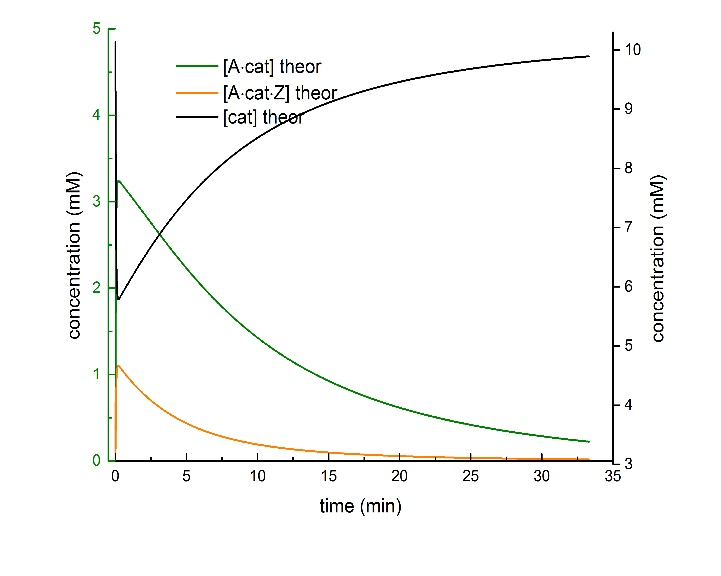 5
4
3
2
1
0
concentration (mM)
[A·cat] theor
[A·cat·Z] theor
[cat] theor
10
9
8
7
6
5
4
3
concentration (mM)
0 5 10 15 20 25 30 35
time (min)